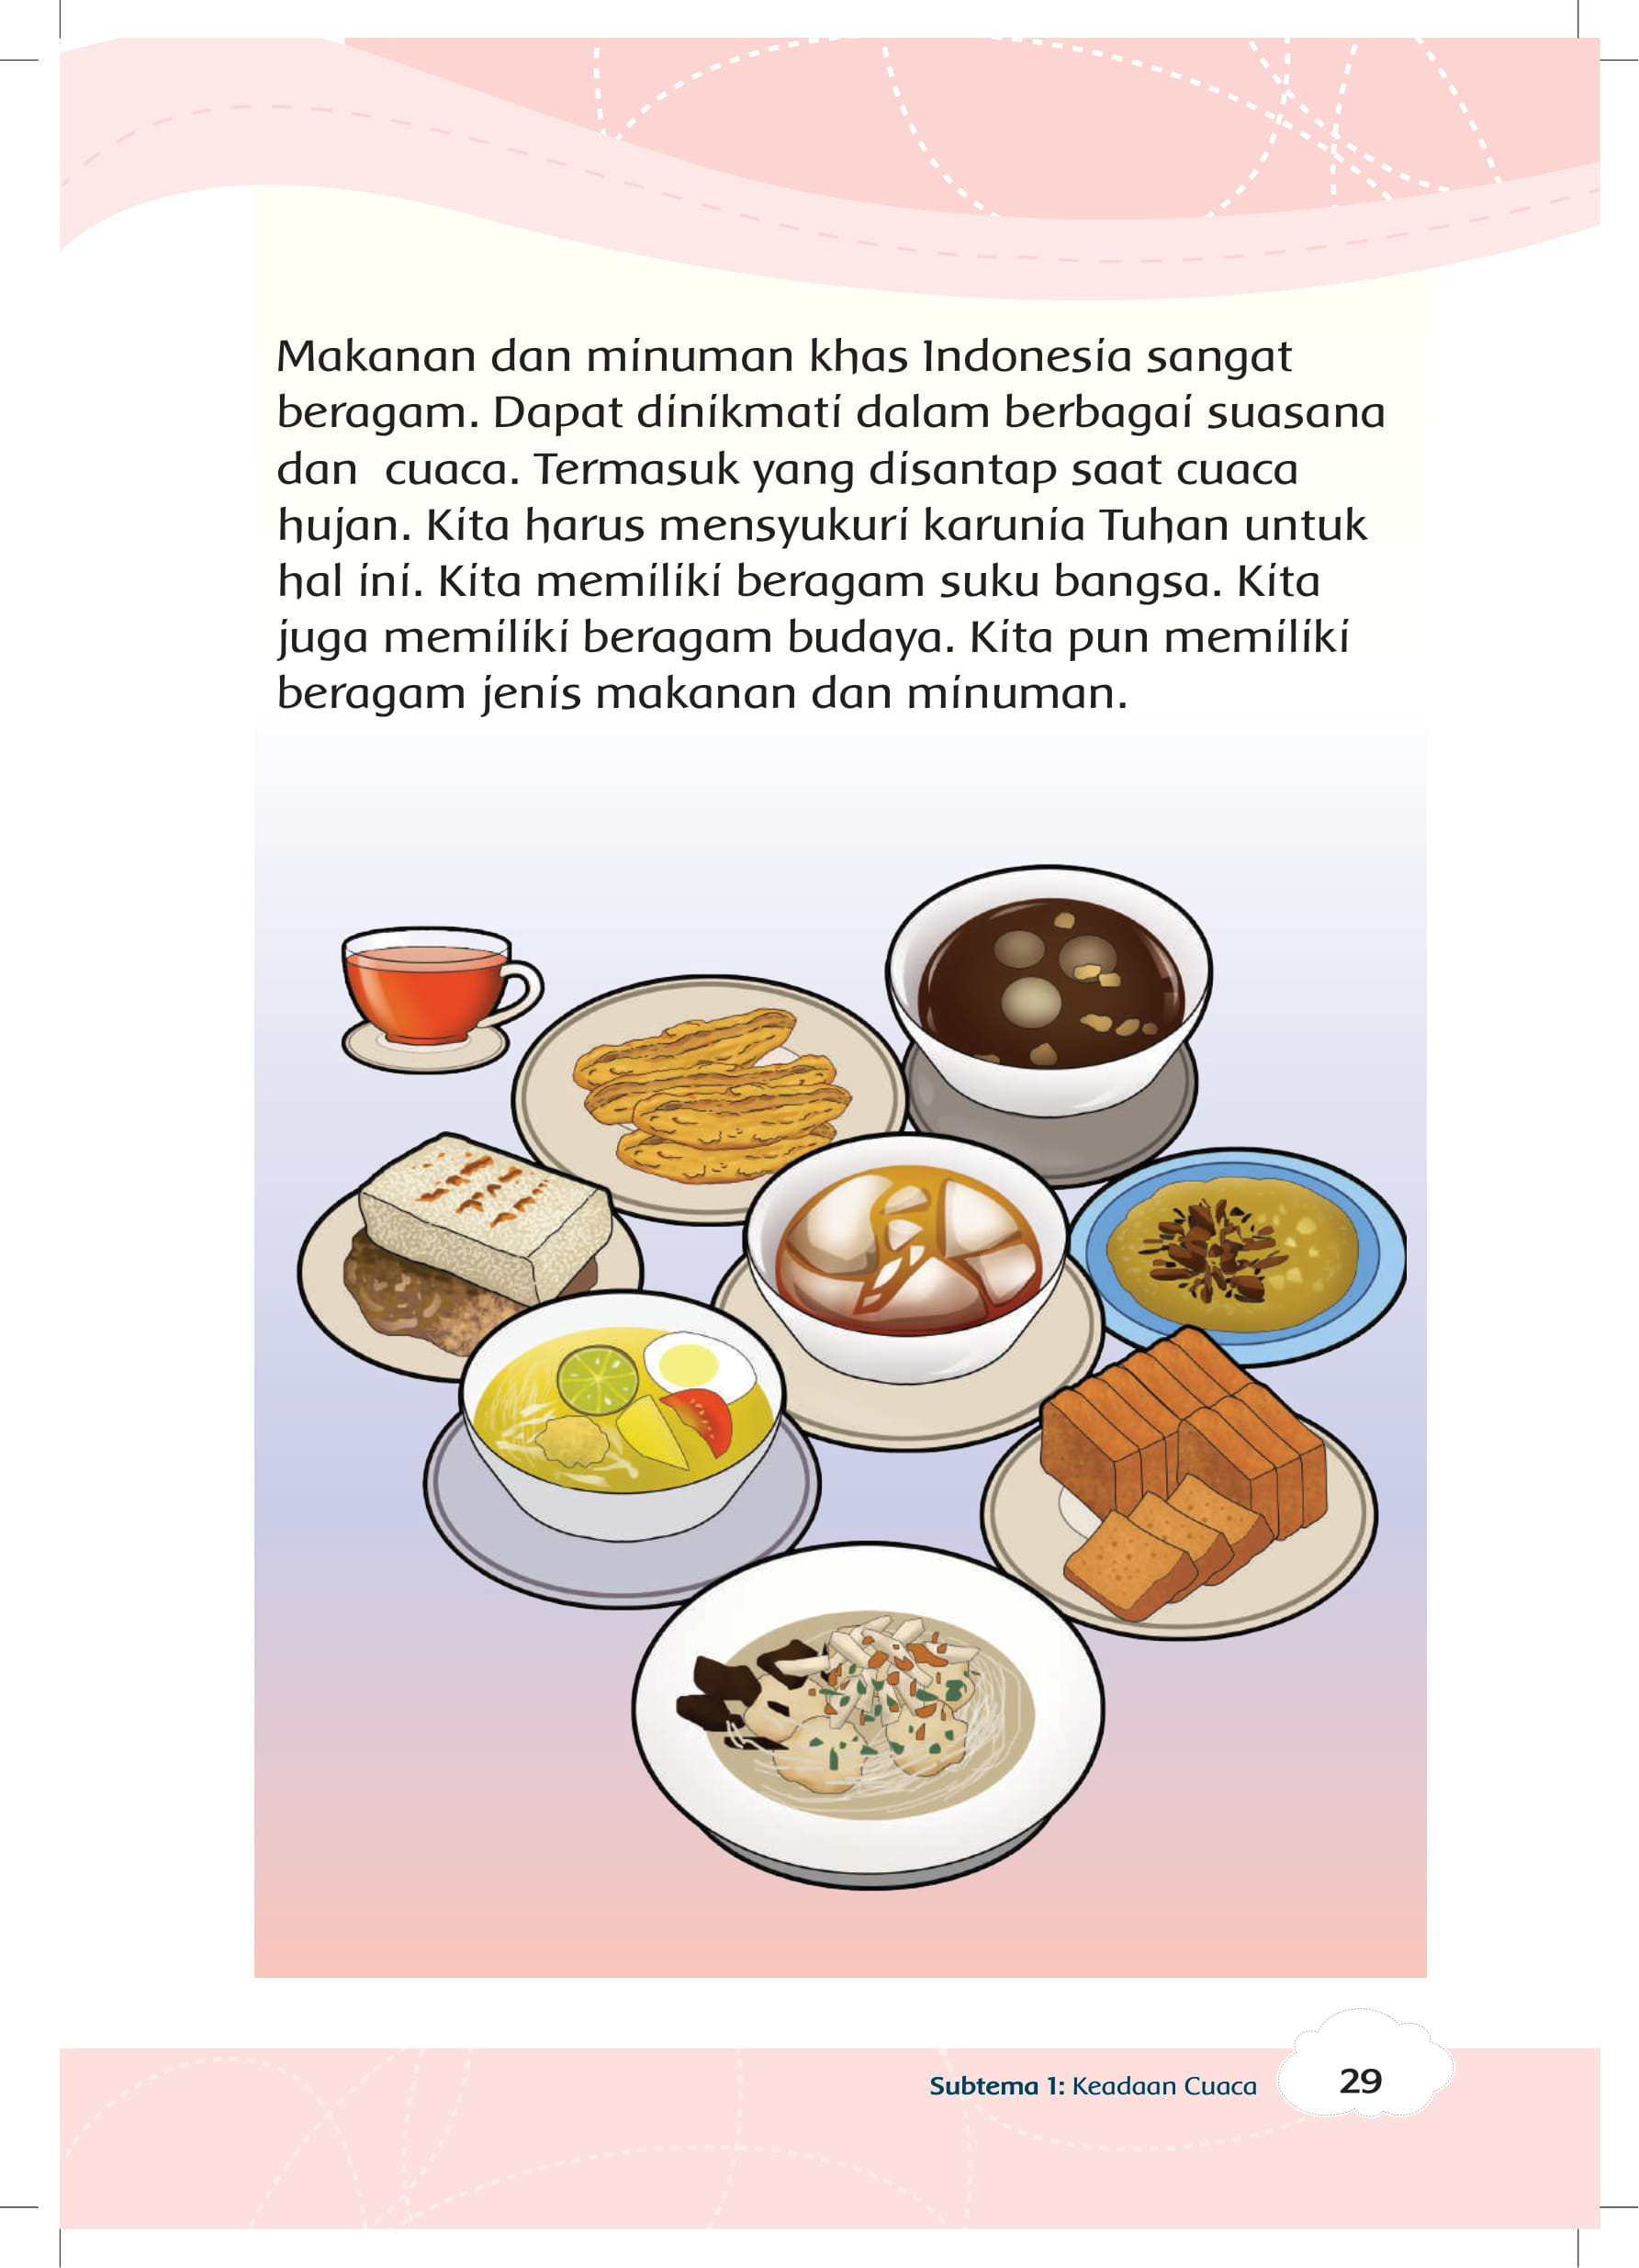 Makanan dan minuman khas Indonesia sangat
beragam. Dapat dinikmati dalam berbagai suasana
dan  cuaca. Termasuk yang disantap saat cuaca
hujan. Kita harus mensyukuri karunia Tuhan untuk
hal ini. Kita memiliki beragam suku bangsa. Kita
juga memiliki beragam budaya. Kita pun memiliki
beragam jenis makanan dan minuman.
Subtema 1: Keadaan Cuaca
29